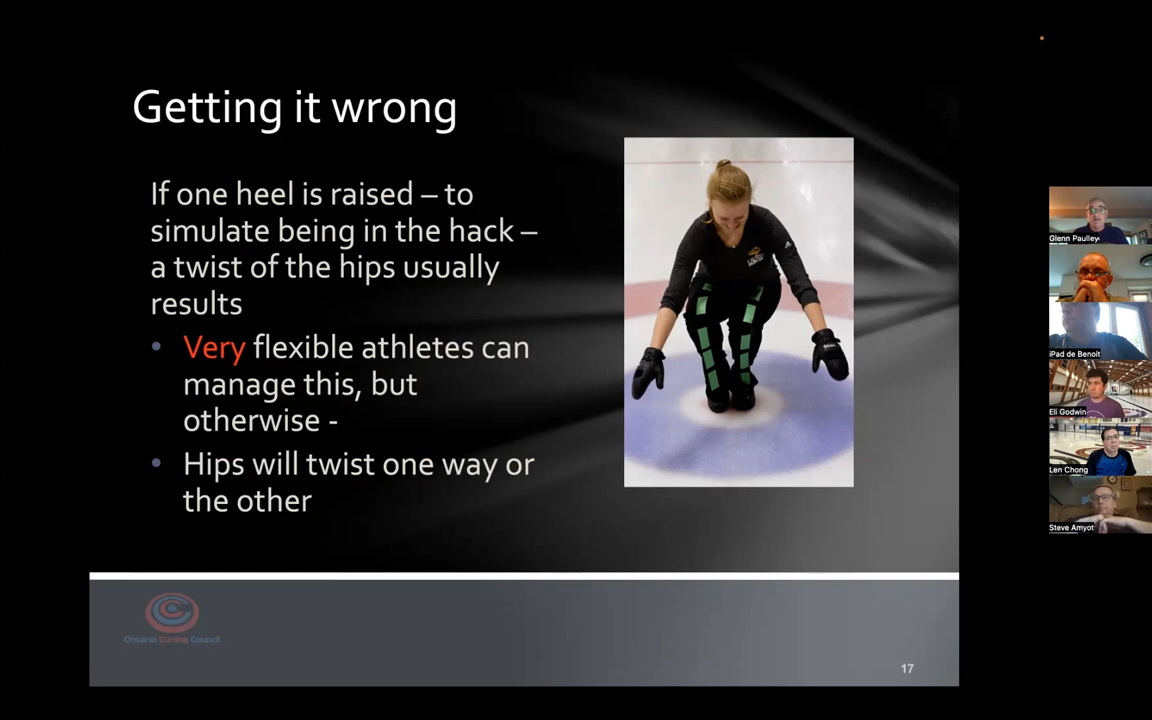 Getting it wrong
If one heel is raised – to
simulate being in the hack –
a twist of the hips usually
results
• Very flexible athletes can
manage this, but
otherwise -
• Hips will twist one way or
the other
Ontario Curling Council
17
Glenn Paulley
iPad de Benoit
Eli Godwin
Len Chong
Steve Amyot